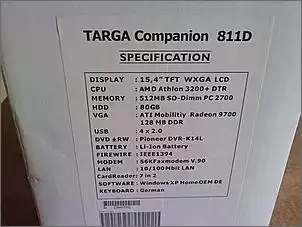 TARGA Companion 811D
SPECIFICATION
DISPLAY : 15,4" TFT WXGA LCD
CPU : AMD Athlon 3200+ DTR
MEMORY : 512MB SO-Dimm PC 2700
HDD : 80GB
VGA : ATI Mobilitiy Radeon 9700
128 MB DDR
USB : 4 x 2.0
DVD ±RW : Pioneer DVR-K14L
BATTERY : Li-Ion Battery
FIREWIRE : IEEE1394
MODEM : 56KFaxmodem V.90
LAN : 10/100 Mbit LAN
CardReader: 7 in 2
SOFTWARE : Windows XP Home OEM DE
KEYBOARD : German